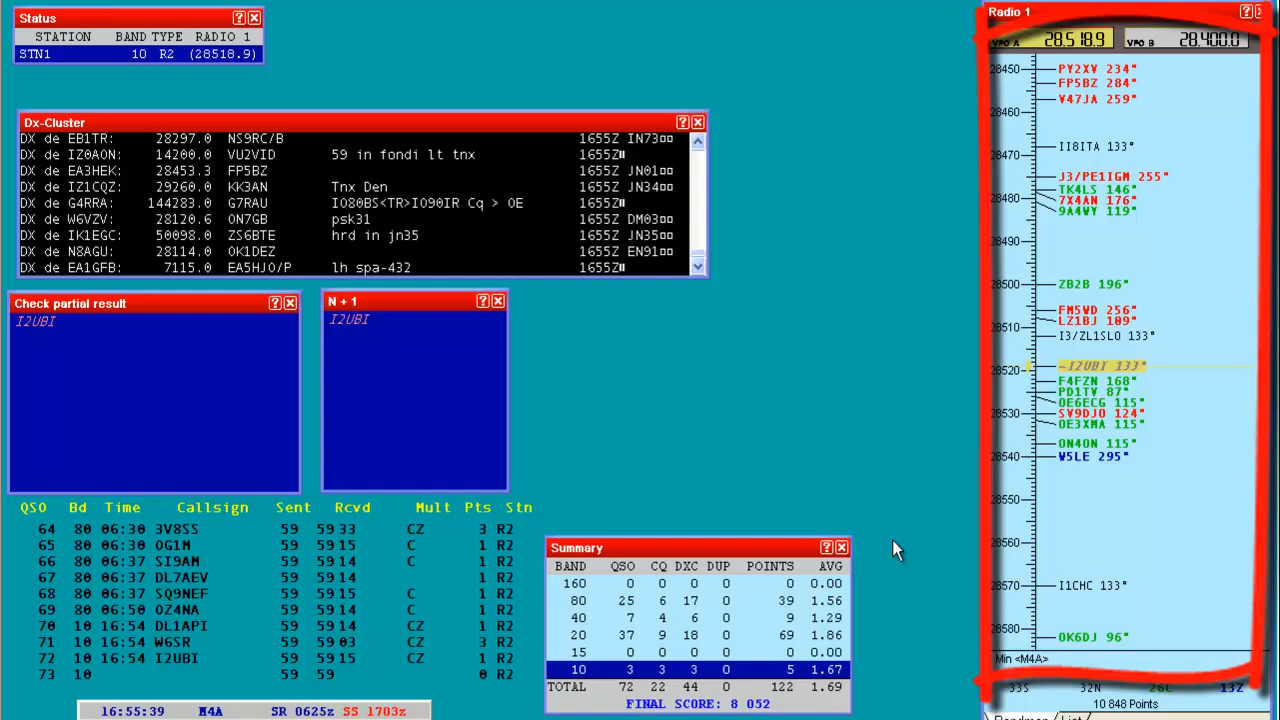 Status
STATION BAND TYPE RADIO 1
STN1 10 R2 (28518.9)
Dx-Cluster
DX de EB1TR: 28297.0 NS9RC/B 1655Z IN73
DX de IZ0AON: 14200.0 VU2VID 59 in fondi lt tnx 1655Z
DX de EA3HEK: 28453.3 FP5BZ 1655Z JN01
DX de IZ1CQZ: 29260.0 KK3AN Tnx Den 1655Z JN34
DX de G4RRA: 144283.0 G7RAU IO80BS<TR>IO90IR Cq > OE 1655Z
DX de W6VZV: 28120.6 ON7GB psk31 1655Z DM03
DX de IK1EGC: 50098.0 ZS6BTE hrd in jn35 1655Z JN35
DX de N8AGU: 28114.0 OK1DEZ 1655Z EN91
DX de EA1GFB: 7115.0 EA5HJO/P lh spa-432 1655Z
Check partial result
I2UBI
N + 1
I2UBI
QSO Bd Time Callsign Sent Rcvd Mult Pts Stn
64 80 06:30 3V8SS 59 59 33 CZ 3 R2
65 80 06:30 OG1M 59 59 15 C 1 R2
66 80 06:37 SI9AM 59 59 14 C 1 R2
67 80 06:37 DL7AEV 59 59 14 1 R2
68 80 06:37 SQ9NEF 59 59 15 C 1 R2
69 80 06:50 OZ4NA 59 59 14 C 1 R2
70 10 16:54 DL1API 59 59 14 CZ 1 R2
71 10 16:54 W6SR 59 59 03 CZ 3 R2
72 10 16:54 I2UBI 59 59 15 CZ 1 R2
73 10 59 59 0 R2
16:55:39 M4A SR 0625z SS 1703z
Summary
BAND QSO CQ DXC DUP POINTS AVG
160 0 0 0 0 0 0.00
80 25 6 17 0 39 1.56
40 7 4 6 0 9 1.29
20 37 9 18 0 69 1.86
15 0 0 0 0 0 0.00
10 3 3 3 0 5 1.67
TOTAL 72 22 44 0 122 1.69
FINAL SCORE: 8 052
Radio 1
VFO A 28.518.9 VFO B 28.400.0
28450 PY2XV 234°
FP5BZ 284°
V47JA 259°
28460
II8ITA 133°
28470
J3/PE1IGM 255°
TK4LS 146°
28480 7X4AN 176°
9A4WY 119°
28490
28500 ZB2B 196°
FM5WD 256°
28510 LZ1BJ 109°
I3/ZL1SLO 133°
28520 ~I2UBI 133°
F4FZN 168°
PD1TV 87°
OE6ECG 115°
28530 SV9DJO 124°
OE3XMA 115°
ON4ON 115°
28540 W5LE 295°
28550
28560
28570 I1CHC 133°
28580 OK6DJ 96°
Min <M4A>
33S 32N 26C 13Z
10 848 Points
Bandmap List